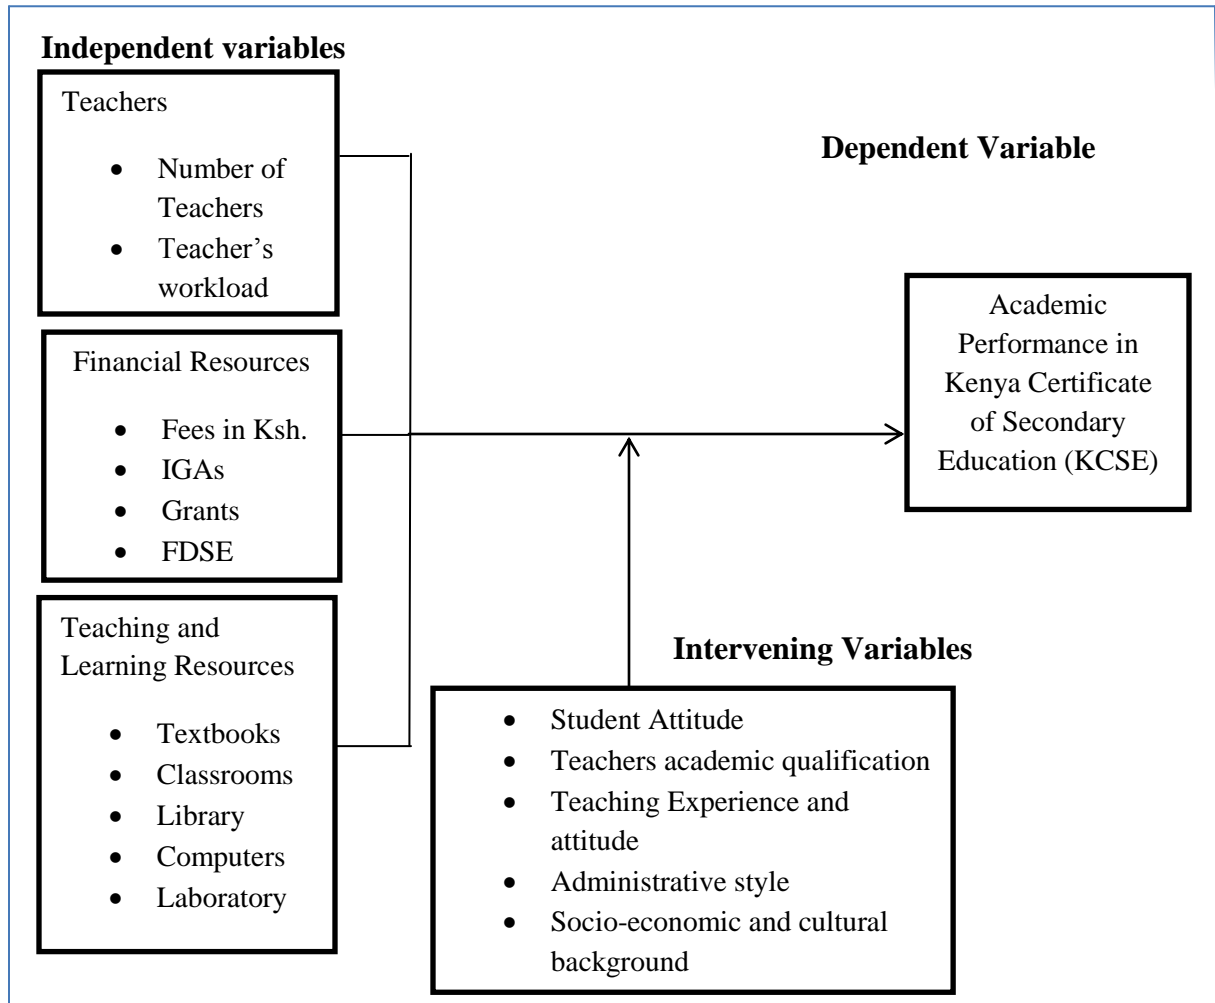 Independent variables
Teachers
• Number of
Teachers
• Teacher’s
workload
Financial Resources
• Fees in Ksh.
• IGAs
• Grants
• FDSE
Teaching and
Learning Resources
• Textbooks
• Classrooms
• Library
• Computers
• Laboratory
Dependent Variable
Academic
Performance in
Kenya Certificate
of Secondary
Education (KCSE)
Intervening Variables
• Student Attitude
• Teachers academic qualification
• Teaching Experience and
attitude
• Administrative style
• Socio-economic and cultural
background